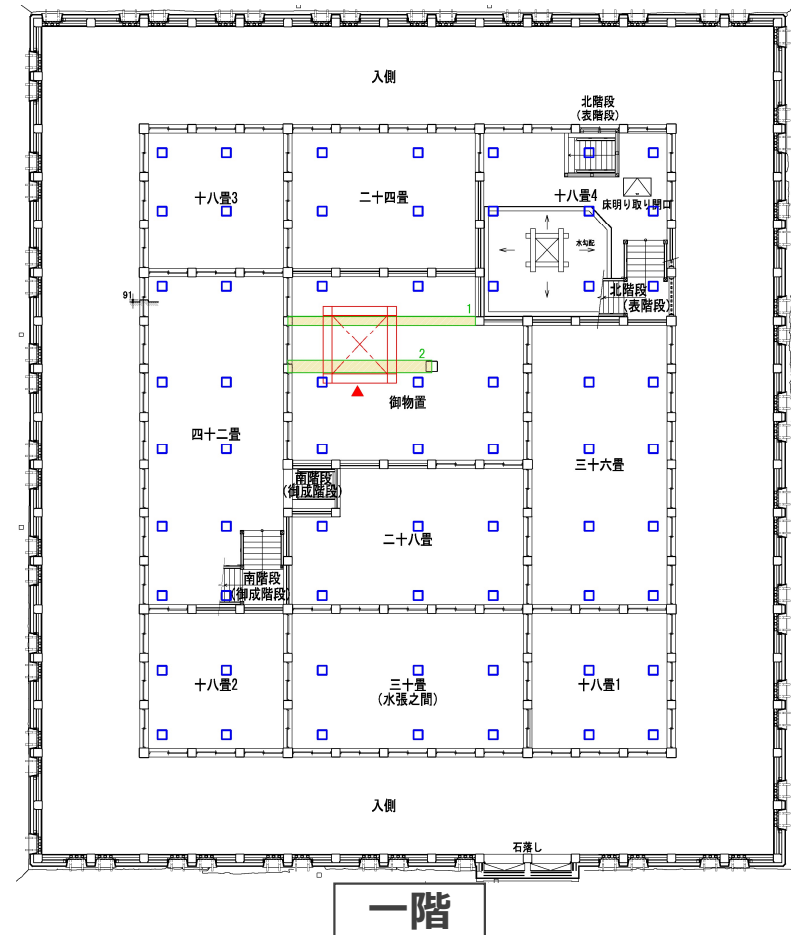 入側
北階段
(表階段)
十八畳3
二十四畳
十八畳4
床明り取り開口
水勾配
北階段
(表階段)
91
1
2
御物置
四十二畳
三十六畳
南階段
(御成階段)
二十八畳
南階段
(御成階段)
十八畳2
三十畳
(水張之間)
十八畳1
入側
石落し
一階